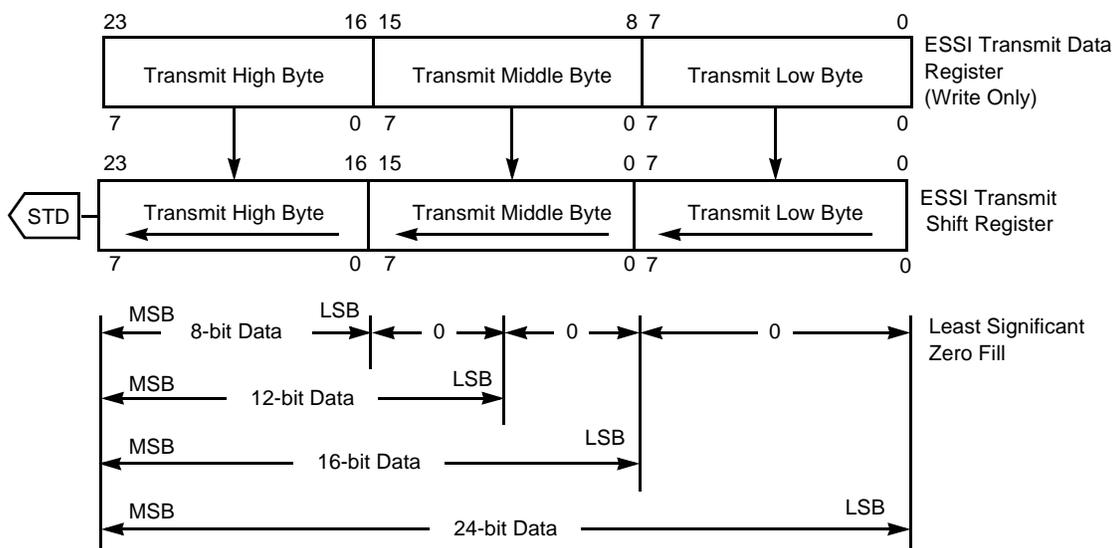 23 16 15 8 7 0
ESSI Transmit Data
Register
(Write Only)
Transmit High Byte Transmit Middle Byte Transmit Low Byte
7 0 7 0 7 0
23 16 15 0 7 0
STD
Transmit High Byte Transmit Middle Byte Transmit Low Byte
ESSI Transmit
Shift Register
7 0 7 0 7 0
MSB 8-bit Data LSB 0 0 0
Least Significant
Zero Fill
MSB 12-bit Data LSB
MSB 16-bit Data LSB
MSB 24-bit Data LSB